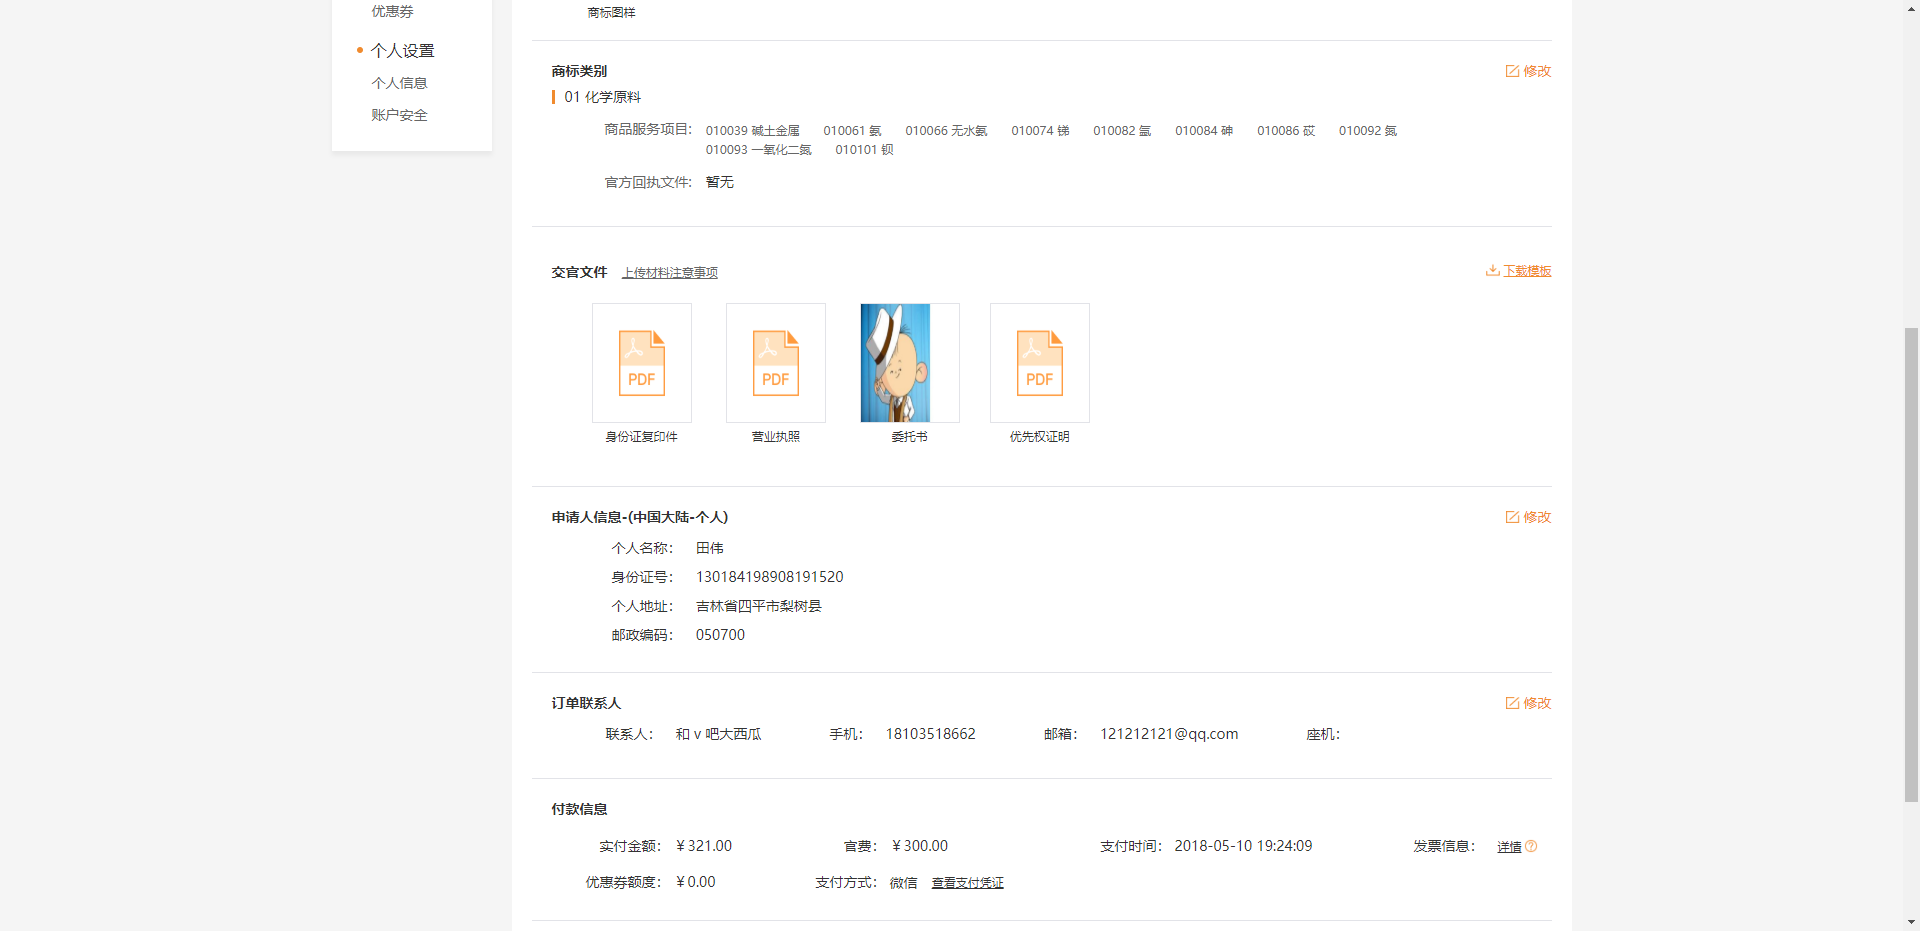 优惠券
个人设置
个人信息
账户安全
商标图样
商标类别
修改
01 化学原料
商品服务项目: 010039 碱土金属 010061 氨 010066 无水氨 010074 锑 010082 氩 010084 砷 010086 砹 010092 氮
010093 一氧化二氮 010101 钡
官方回执文件: 暂无
交官文件 上传材料注意事项
下载模板
PDF PDF PDF
身份证复印件 营业执照 委托书 优先权证明
申请人信息-(中国大陆-个人)
修改
个人名称: 田伟
身份证号: 130184198908191520
个人地址: 吉林省四平市梨树县
邮政编码: 050700
订单联系人
修改
联系人: 和 v 吧大西瓜 手机: 18103518662 邮箱: 121212121@qq.com 座机:
付款信息
实付金额: ¥321.00 官费: ¥300.00 支付时间: 2018-05-10 19:24:09 发票信息: 详情
优惠券额度: ¥0.00 支付方式: 微信 查看支付凭证